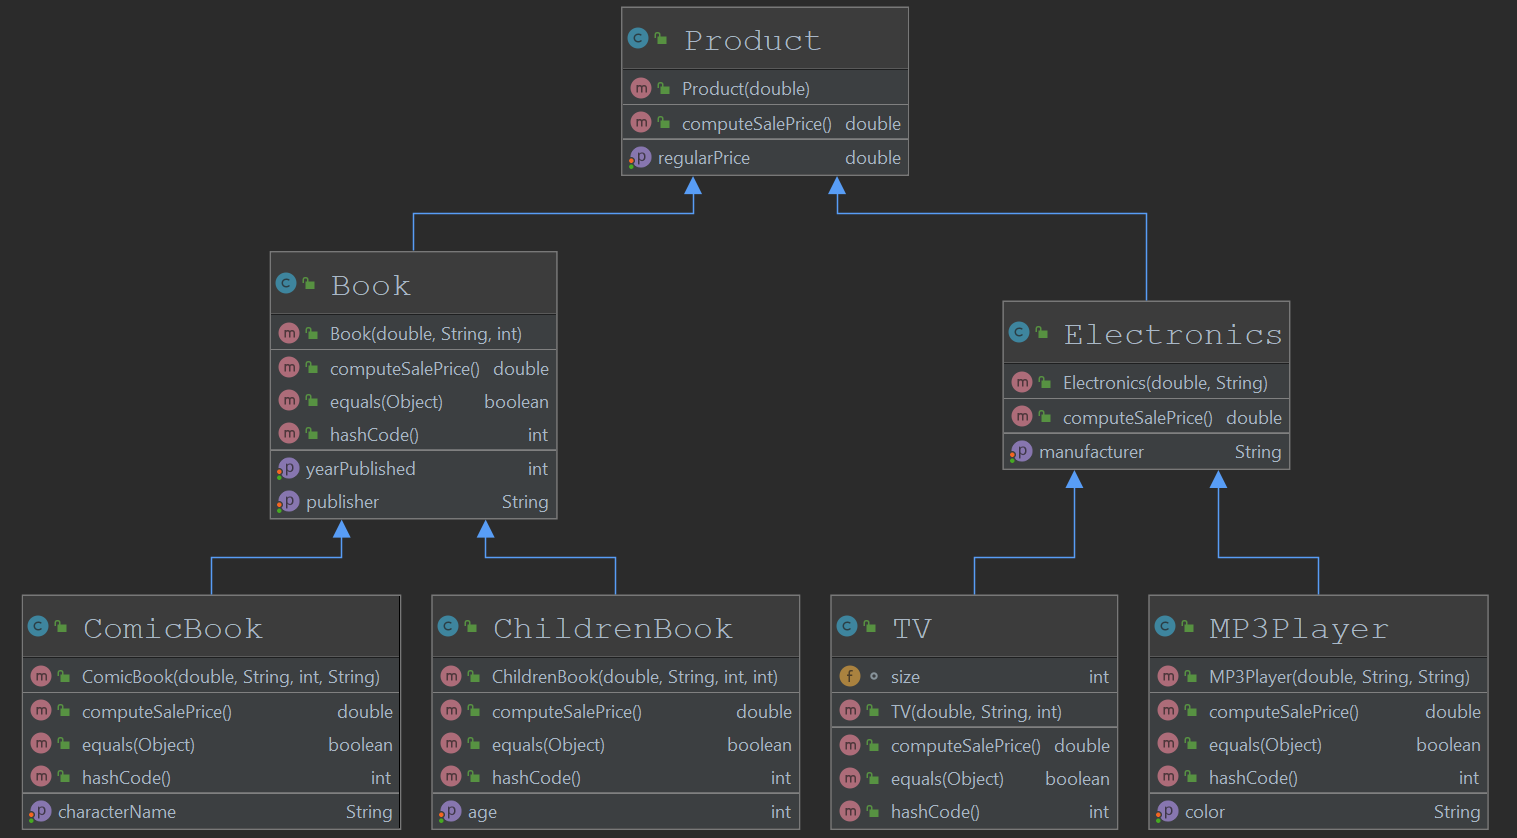 Product
Product(double)
computeSalePrice() double
regularPrice double
Book
Book(double, String, int)
computeSalePrice() double
equals(Object) boolean
hashCode() int
yearPublished int
publisher String
Electronics
Electronics(double, String)
computeSalePrice() double
manufacturer String
ComicBook
ComicBook(double, String, int, String)
computeSalePrice() double
equals(Object) boolean
hashCode() int
characterName String
ChildrenBook
ChildrenBook(double, String, int, int)
computeSalePrice() double
equals(Object) boolean
hashCode() int
age int
TV
size int
TV(double, String, int)
computeSalePrice() double
equals(Object) boolean
hashCode() int
MP3Player
MP3Player(double, String, String)
computeSalePrice() double
equals(Object) boolean
hashCode() int
color String